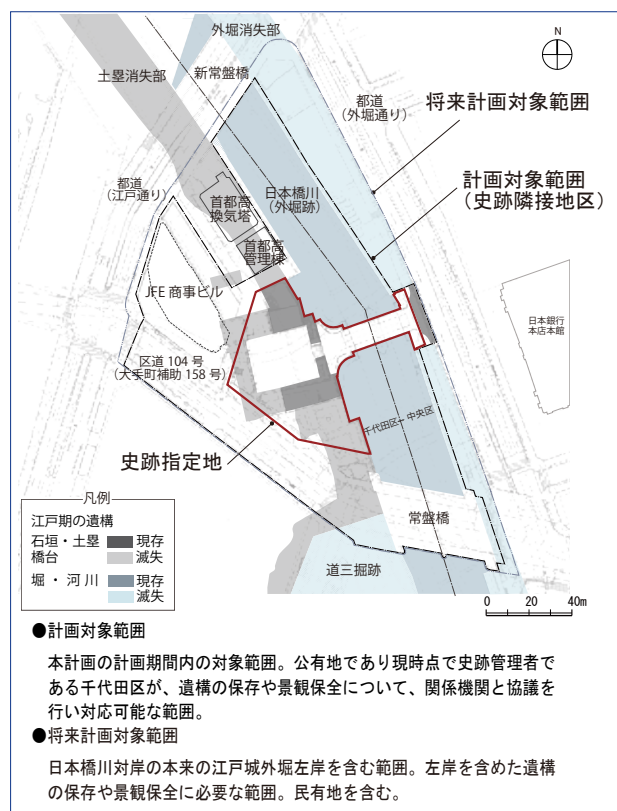 外堀消失部
N
新常盤橋
土塁消失部
都道
（外堀通り）
将来計画対象範囲
計画対象範囲
（史跡隣接地区）
都道
（江戸通り）
日本橋川
（外堀跡）
首都高
換気塔
首都高
管理棟
JFE 商事ビル
日本銀行
本店本館
区道 104 号
（大手町補助 158 号）
千代田区 中央区
史跡指定地
常盤橋
道三掘跡
凡例
江戸期の遺構
石垣・土塁 現存
橋台 滅失
堀・河川 現存
滅失
0 20 40m
●計画対象範囲
本計画の計画期間内の対象範囲。公有地であり現時点で史跡管理者で
ある千代田区が、遺構の保存や景観保全について、関係機関と協議を
行い対応可能な範囲。
●将来計画対象範囲
日本橋川対岸の本来の江戸城外堀左岸を含む範囲。左岸を含めた遺構
の保存や景観保全に必要な範囲。民有地を含む。